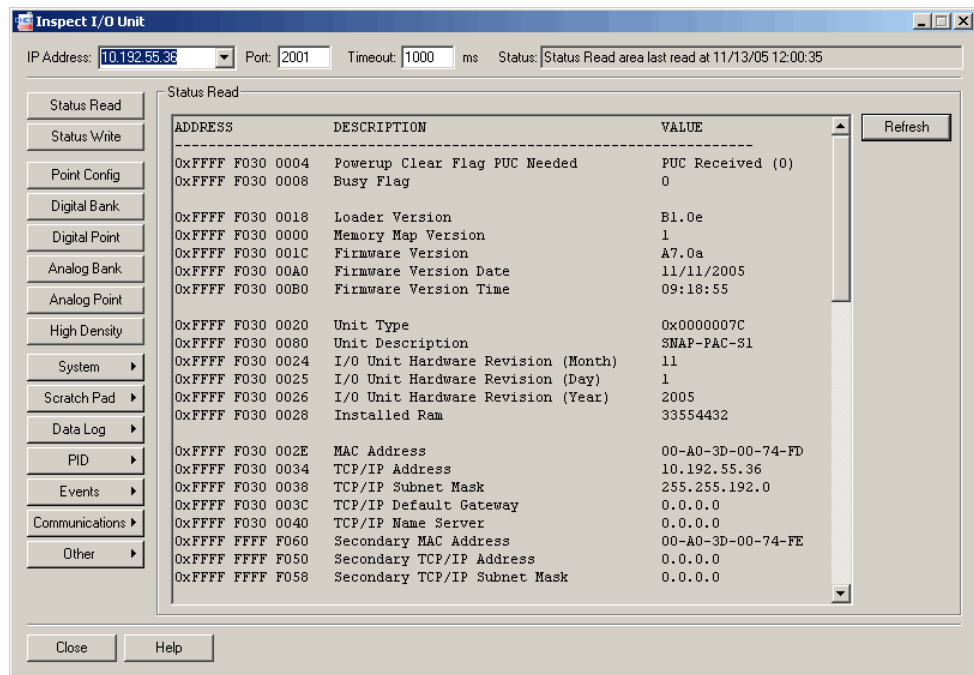 Inspect I/O Unit
IP Address: 10.192.55.36 Port: 2001 Timeout: 1000 ms Status: Status Read area last read at 11/13/05 12:00:35
Status Read
Status Write
Point Config
Digital Bank
Digital Point
Analog Bank
Analog Point
High Density
System
Scratch Pad
Data Log
PID
Events
Communications
Other
Status Read
ADDRESS DESCRIPTION VALUE
--------------------------------------------------------------------------
0xFFFF F030 0004 Powerup Clear Flag PUC Needed PUC Received (0)
0xFFFF F030 0008 Busy Flag 0
0xFFFF F030 0018 Loader Version B1.0e
0xFFFF F030 0000 Memory Map Version 1
0xFFFF F030 001C Firmware Version A7.0a
0xFFFF F030 00A0 Firmware Version Date 11/11/2005
0xFFFF F030 00B0 Firmware Version Time 09:18:55
0xFFFF F030 0020 Unit Type 0x0000007C
0xFFFF F030 0080 Unit Description SNAP-PAC-S1
0xFFFF F030 0024 I/O Unit Hardware Revision (Month) 11
0xFFFF F030 0025 I/O Unit Hardware Revision (Day) 1
0xFFFF F030 0026 I/O Unit Hardware Revision (Year) 2005
0xFFFF F030 0028 Installed Ram 33554432
0xFFFF F030 002E MAC Address 00-A0-3D-00-74-FD
0xFFFF F030 0034 TCP/IP Address 10.192.55.36
0xFFFF F030 0038 TCP/IP Subnet Mask 255.255.192.0
0xFFFF F030 003C TCP/IP Default Gateway 0.0.0.0
0xFFFF F030 0040 TCP/IP Name Server 0.0.0.0
0xFFFF FFFF F060 Secondary MAC Address 00-A0-3D-00-74-FE
0xFFFF FFFF F050 Secondary TCP/IP Address 0.0.0.0
0xFFFF FFFF F058 Secondary TCP/IP Subnet Mask 0.0.0.0
Refresh
Close Help